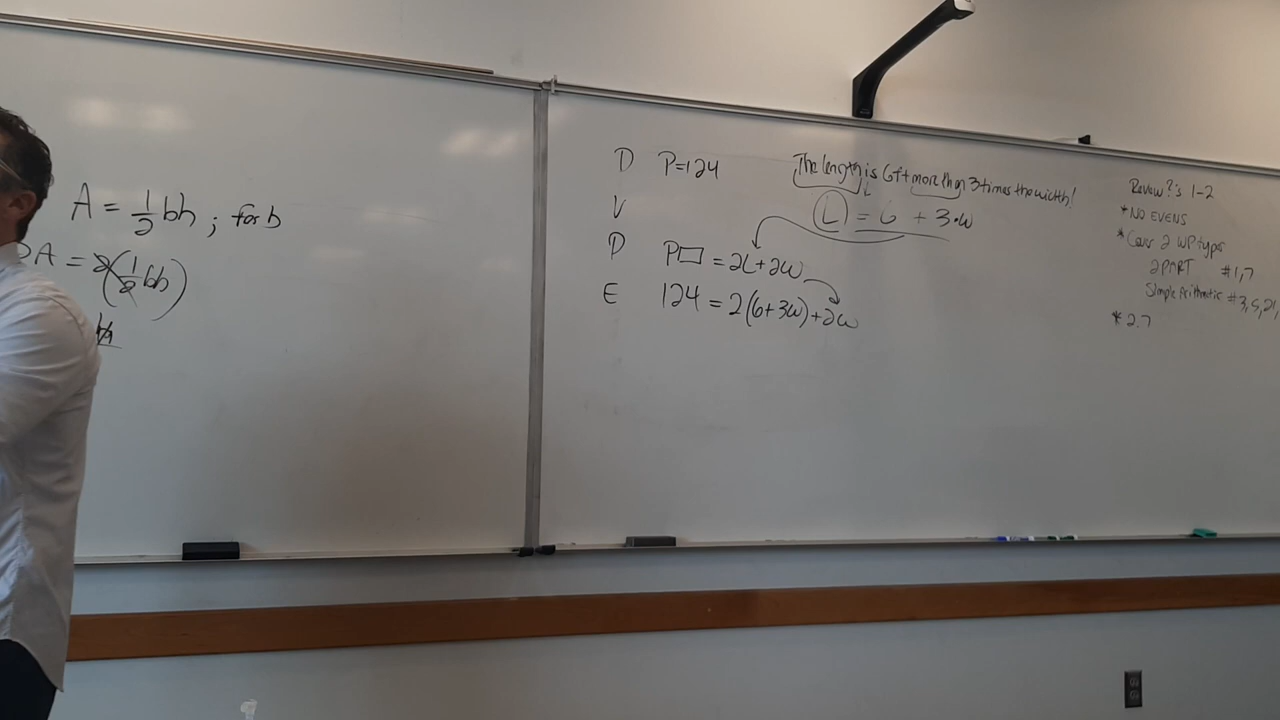 A = 1/2 bh ; for b
2A = 2(1/2 bh)
D P=124 The length is 6ft more than 3 times the width!
L
V (L) = 6 + 3·w
P P▭ = 2L+2w
E 124 = 2(6+3w)+2w
Review ?'s 1-2
* NO EVENS
* Cover 2 WP types
2 PART #1,7
Simple Arithmetic #3,5,21,
* 2.7